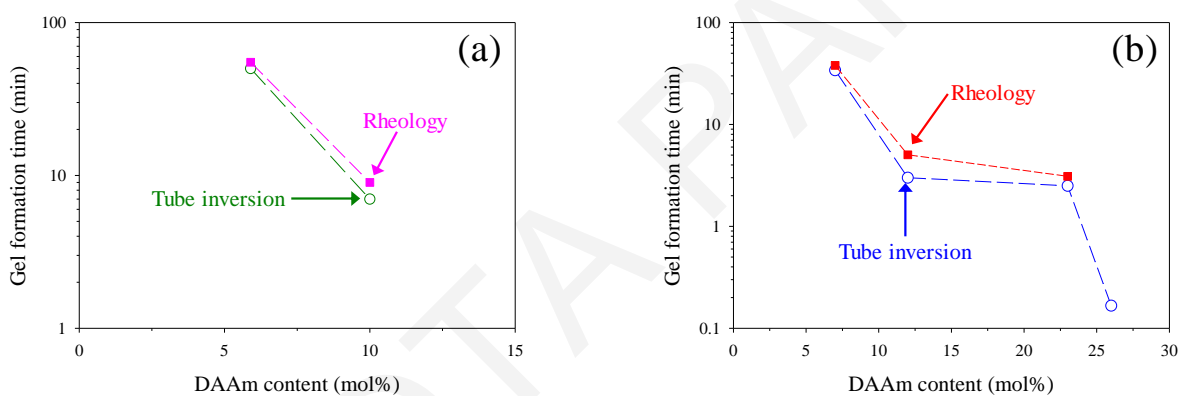 100
10
1
Gel formation time (min)
(a)
Rheology
Tube inversion
0 5 10 15
DAAm content (mol%)
100
10
1
0.1
Gel formation time (min)
(b)
Rheology
Tube inversion
0 5 10 15 20 25 30
DAAm content (mol%)